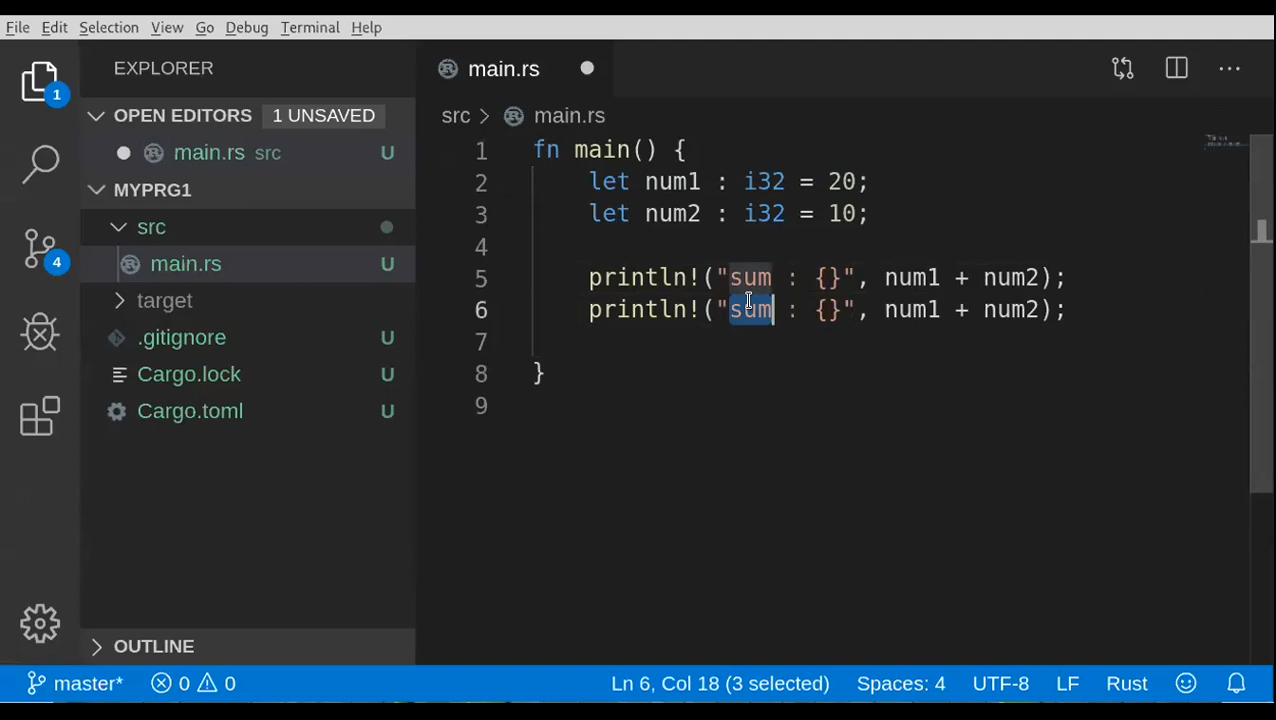 File Edit Selection View Go Debug Terminal Help
EXPLORER
OPEN EDITORS 1 UNSAVED
main.rs src U
MYPRG1
src
main.rs U
target
.gitignore U
Cargo.lock U
Cargo.toml U
OUTLINE
1
4
main.rs
src > main.rs
1 fn main() {
2 let num1 : i32 = 20;
3 let num2 : i32 = 10;
4
5 println!("sum : {}", num1 + num2);
6 println!("sum : {}", num1 + num2);
7
8 }
9
master* 0 0 Ln 6, Col 18 (3 selected) Spaces: 4 UTF-8 LF Rust